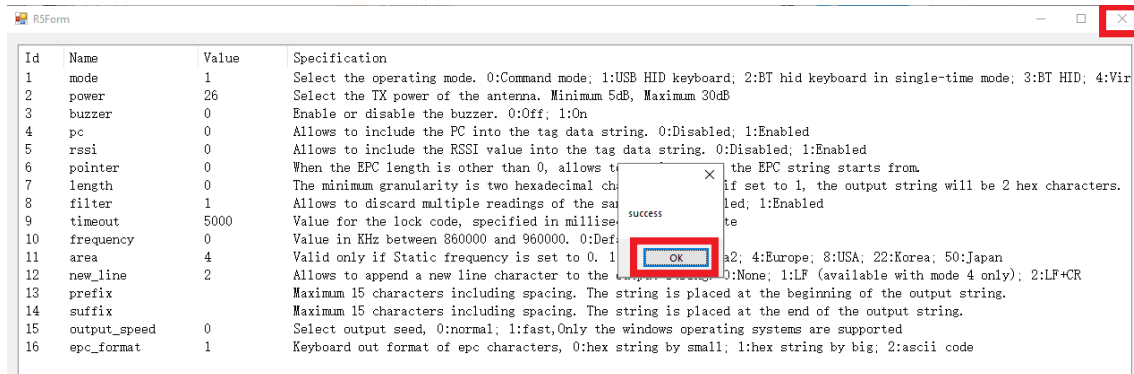 R5Form
Id Name Value Specification
1 mode 1 Select the operating mode. 0:Command mode; 1:USB HID keyboard; 2:BT hid keyboard in single-time mode; 3:BT HID; 4:Vir
2 power 26 Select the TX power of the antenna. Minimum 5dB, Maximum 30dB
3 buzzer 0 Enable or disable the buzzer. 0:Off; 1:On
4 pc 0 Allows to include the PC into the tag data string. 0:Disabled; 1:Enabled
5 rssi 0 Allows to include the RSSI value into the tag data string. 0:Disabled; 1:Enabled
6 pointer 0 When the EPC length is other than 0, allows the EPC string starts from.
7 length 0 The minimum granularity is two hexadecimal if set to 1, the output string will be 2 hex characters.
8 filter 1 Allows to discard multiple readings of the led; 1:Enabled
success
9 timeout 5000 Value for the lock code, specified in te
10 frequency 0 Value in KHz between 860000 and 960000.
11 area 4 Valid only if Static frequency is set to 0. a2; 4:Europe; 8:USA; 22:Korea; 50:Japan
OK
12 new_line 2 Allows to append a new line character to the 0:None; 1:LF (available with mode 4 only); 2:LF+CR
13 prefix Maximum 15 characters including spacing. The string is placed at the beginning of the output string.
14 suffix Maximum 15 characters including spacing. The string is placed at the end of the output string.
15 output_speed 0 Select output seed, 0:normal; 1:fast,Only the windows operating systems are supported
16 epc_format 1 Keyboard out format of epc characters, 0:hex string by small; 1:hex string by big; 2:ascii code